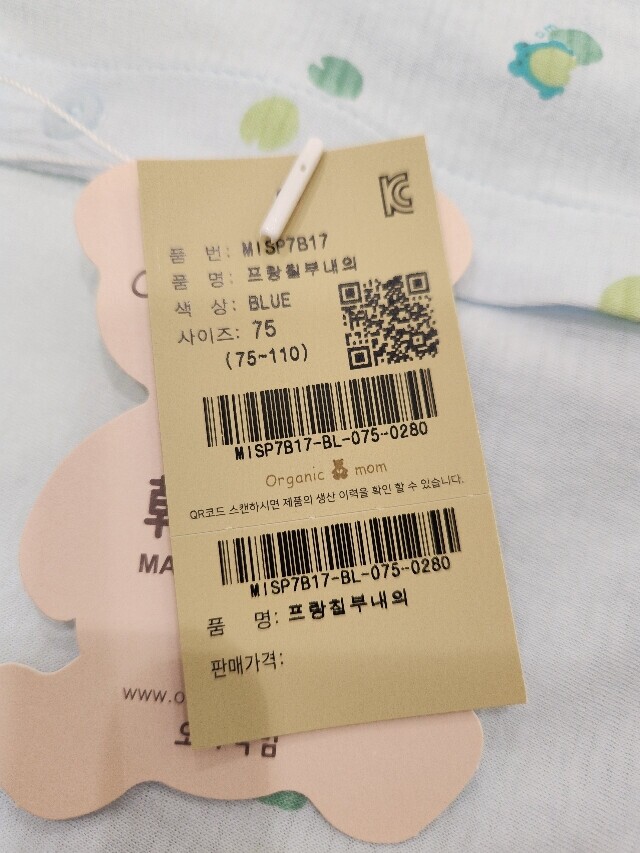 품 번: MISP7B17
품 명: 프랑칠부내의
색 상: BLUE
사이즈: 75
(75~110)
MISP7B17-BL-075-0280
Organic mom
QR코드 스캔하시면 제품의 생산 이력을 확인 할 수 있습니다.
MISP7B17-BL-075-0280
품 명: 프랑칠부내의
판매가격:
韓
MA
www.o